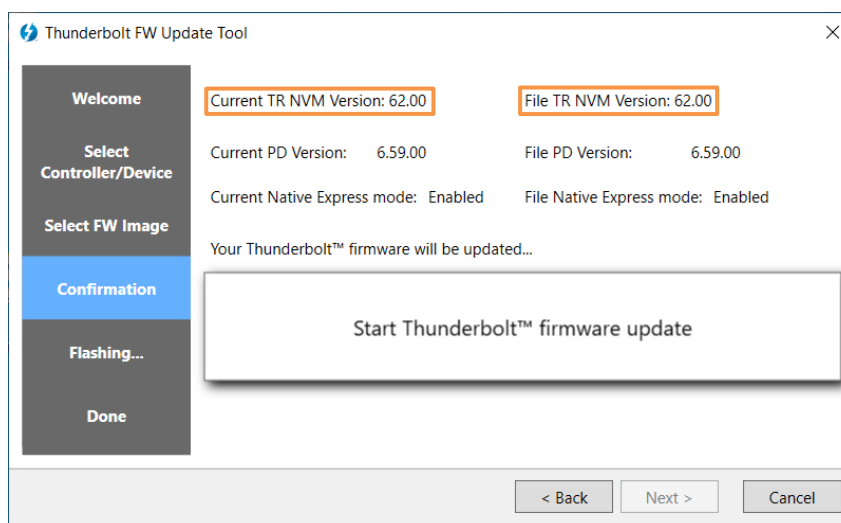 Thunderbolt FW Update Tool
Welcome
Select
Controller/Device
Select FW Image
Confirmation
Flashing...
Done
Current TR NVM Version: 62.00 File TR NVM Version: 62.00
Current PD Version: 6.59.00 File PD Version: 6.59.00
Current Native Express mode: Enabled File Native Express mode: Enabled
Your Thunderbolt™ firmware will be updated...
Start Thunderbolt™ firmware update
< Back Next > Cancel